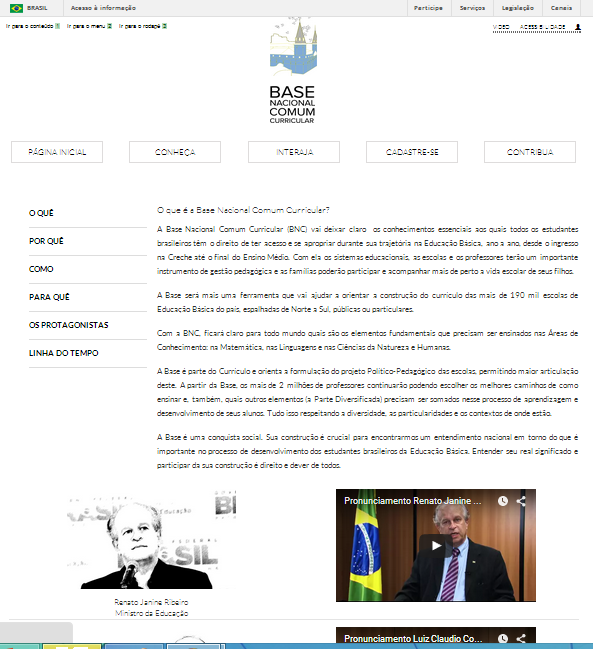 BRASIL Acesso à informação Participe Serviços Legislação Canais
Ir para o conteúdo 1 Ir para o menu 2 Ir para o rodapé 3 ACESSIBILIDADE
BASE
NACIONAL
COMUM
CURRICULAR
PÁGINA INICIAL CONHEÇA INTERAJA CADASTRE-SE CONTRIBUA
O QUÊ
POR QUÊ
COMO
PARA QUÊ
OS PROTAGONISTAS
LINHA DO TEMPO
O que é a Base Nacional Comum Curricular?
A Base Nacional Comum Curricular (BNC) vai deixar claro os conhecimentos essenciais aos quais todos os estudantes
brasileiros têm o direito de ter acesso e se apropriar durante sua trajetória na Educação Básica, ano a ano, desde o ingresso
na Creche até o final do Ensino Médio. Com ela os sistemas educacionais, as escolas e os professores terão um importante
instrumento de gestão pedagógica e as famílias poderão participar e acompanhar mais de perto a vida escolar de seus filhos.
A Base será mais uma ferramenta que vai ajudar a orientar a construção do currículo das mais de 190 mil escolas de
Educação Básica do país, espalhadas de Norte a Sul, públicas ou particulares.
Com a BNC, ficará claro para todo mundo quais são os elementos fundamentais que precisam ser ensinados nas Áreas de
Conhecimento: na Matemática, nas Linguagens e nas Ciências da Natureza e Humanas.
A Base é parte do Currículo e orienta a formulação do projeto Político-Pedagógico das escolas, permitindo maior articulação
deste. A partir da Base, os mais de 2 milhões de professores continuarão podendo escolher os melhores caminhos de como
ensinar e, também, quais outros elementos (a Parte Diversificada) precisam ser somados nesse processo de aprendizagem e
desenvolvimento de seus alunos. Tudo isso respeitando a diversidade, as particularidades e os contextos de onde estão.
A Base é uma conquista social. Sua construção é crucial para encontrarmos um entendimento nacional em torno do que é
importante no processo de desenvolvimento dos estudantes brasileiros da Educação Básica. Entender seu real significado e
participar da sua construção é direito e dever de todos.
Educação
BRASIL
Renato Janine Ribeiro
Ministro da Educação
Pronunciamento Renato Janine ...
Pronunciamento Luiz Claudio Co...